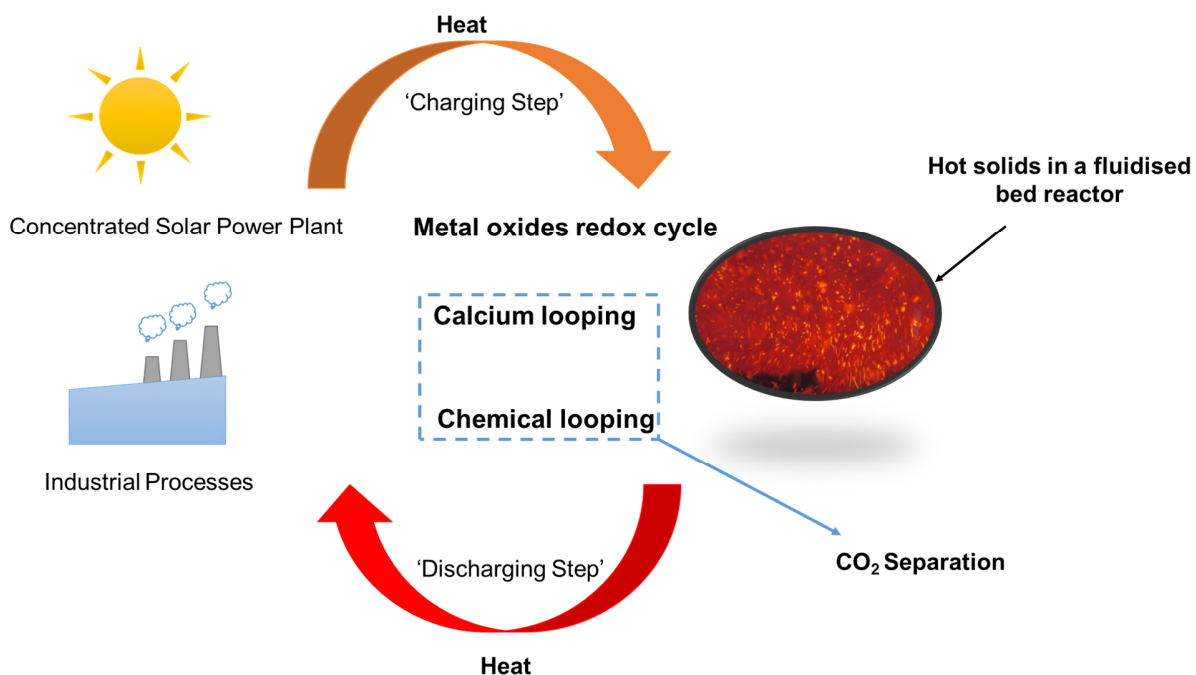 Heat
‘Charging Step’
Hot solids in a fluidised
bed reactor
Concentrated Solar Power Plant
Metal oxides redox cycle
Calcium looping
Chemical looping
Industrial Processes
‘Discharging Step’
CO₂ Separation
Heat